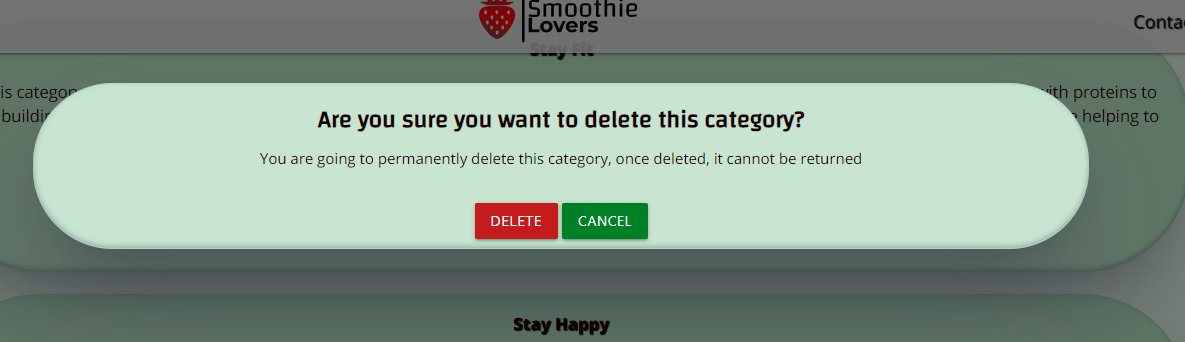 Smoothie
Lovers
Contac
Stay Fit
is category
with proteins to
buildin
helping to
Are you sure you want to delete this category?
You are going to permanently delete this category, once deleted, it cannot be returned
DELETE CANCEL
Stay Happy